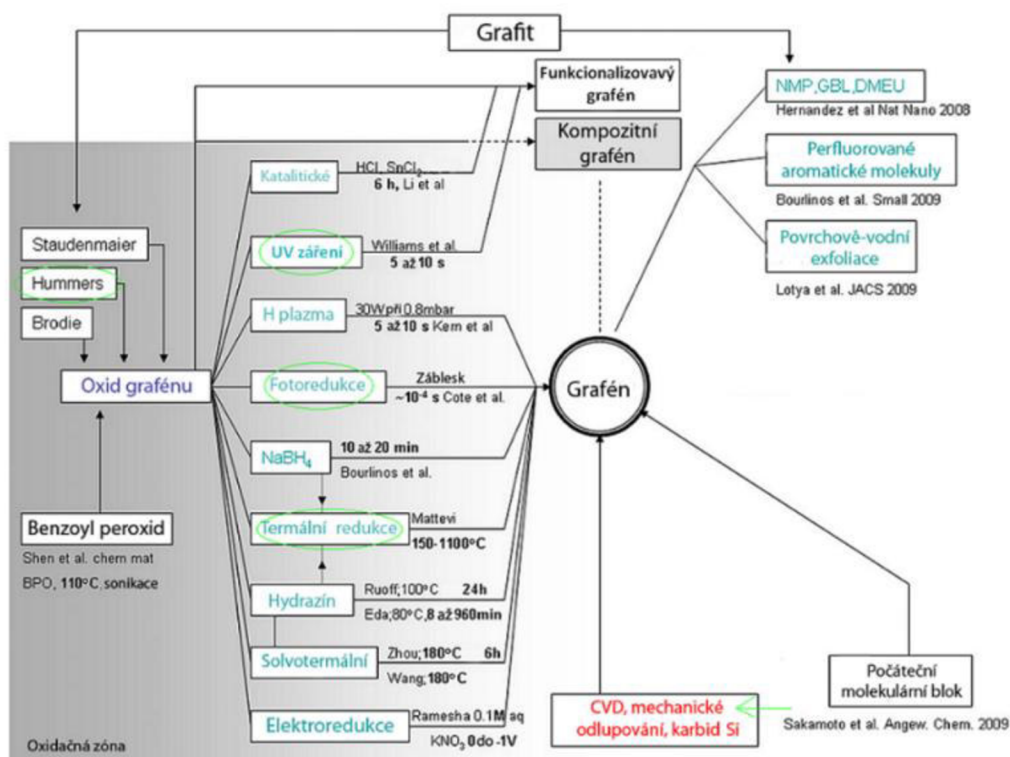 Grafit
Funkcionalizovavý
grafén
Kompozitní
grafén
NMP,GBL,DMEU
Hernandez et al Nat Nano 2008
Perfluorované
aromatické molekuly
Bourlinos et al. Small 2009
Povrchově-vodní
exfoliace
Lotya et al. JACS 2009
Staudenmaier
Hummers
Brodie
Oxid grafénu
Benzoyl peroxid
Shen et al. chem mat
BPO, 110°C,sonikace
Katalitické
HCl, SnCl2
6 h, Li et al
UV záření
Williams et al.
5 až 10 s
H plazma
30Wpři 0.8mbar
5 až 10 s Kern et al
Fotoredukce
Záblesk
~10-4 s Cote et al.
NaBH4
10 až 20 min
Bourlinos et al.
Termální redukce
Mattevi
150-1100°C
Hydrazín
Ruoff;100°C 24h
Eda;80°C,8 až960min
Solvotermální
Zhou;180°C 6h
Wang;180°C
Elektroredukce
Ramesha 0.1M aq
KNO3 0do -1V
Oxidačná zóna
Grafén
CVD, mechanické
odlupování, karbid Si
Počáteční
molekulární blok
Sakamoto et al. Angew. Chem. 2009